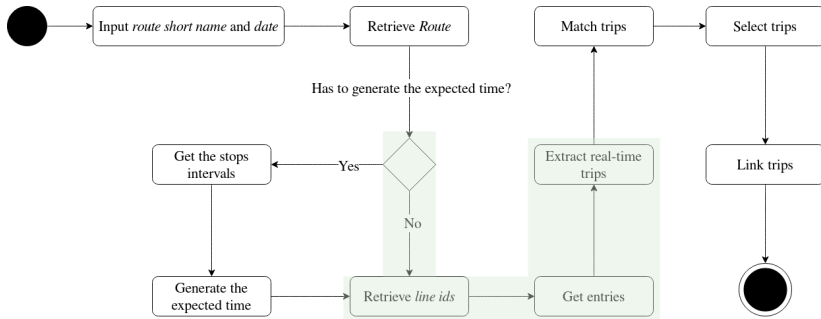 Input route short name and date
Retrieve Route
Match trips
Select trips
Has to generate the expected time?
Get the stops
intervals
Yes
Extract real-time
trips
Link trips
No
Generate the
expected time
Retrieve line ids
Get entries